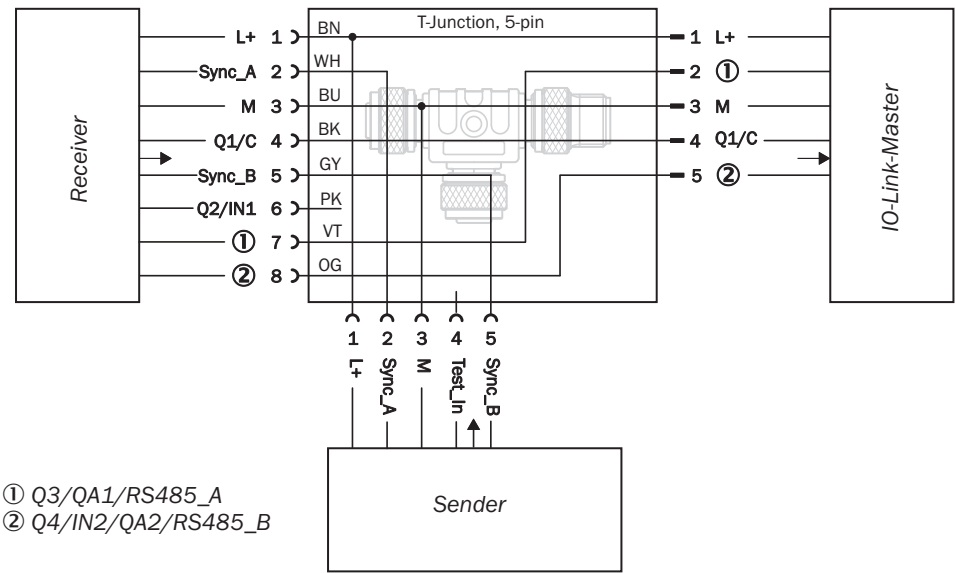 T-Junction, 5-pin
L+ 1 BN 1 L+
Sync_A 2 WH 2 ①
M 3 BU 3 M
Q1/C 4 BK 4 Q1/C
Sync_B 5 GY 5 ②
Q2/IN1 6 PK
① 7 VT
② 8 OG
Receiver
IO-Link-Master
1 2 3 4 5
L+ Sync_A M Test_In Sync_B
Sender
① Q3/QA1/RS485_A
② Q4/IN2/QA2/RS485_B